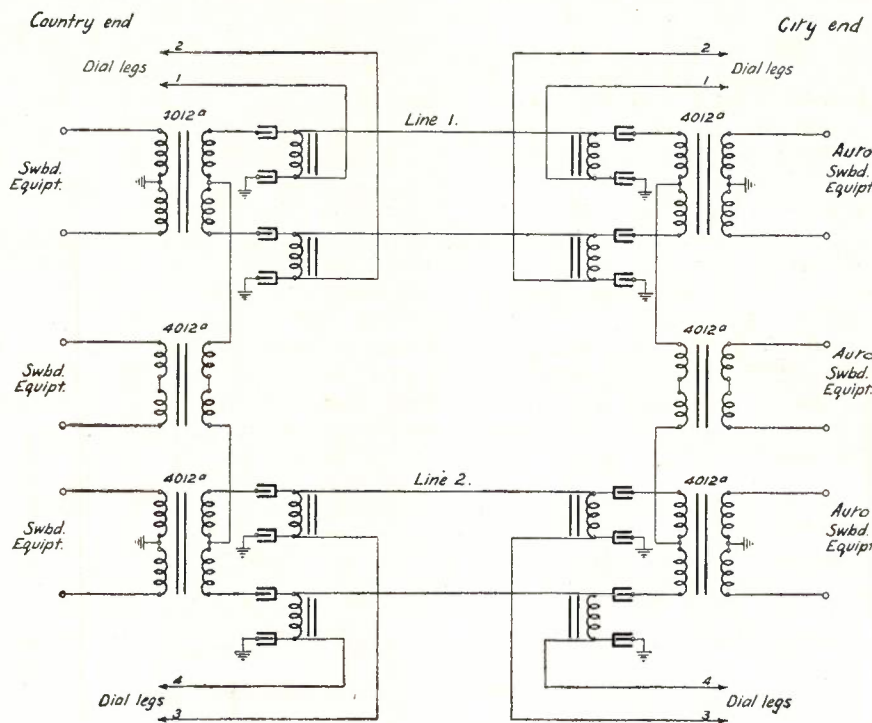 Country end
City end
2
2
Dial legs
Dial legs
1
1
4012a
Line 1.
4012a
Swbd.
Equipt.
Auto
Swbd.
Equipt.
4012a
4012a
Swbd.
Equipt.
Auto
Swbd.
Equipt.
4012a
Line 2.
4012a
Swbd.
Equipt.
Auto
Swbd.
Equipt.
4
4
Dial legs
Dial legs
3
3